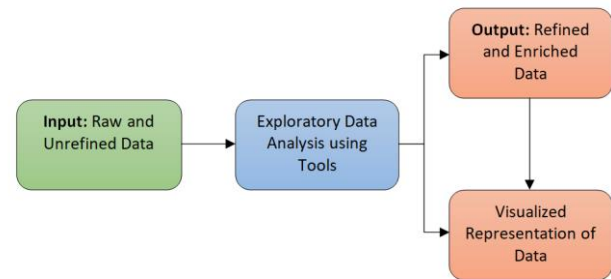 Input: Raw and
Unrefined Data
Exploratory Data
Analysis using
Tools
Output: Refined
and Enriched
Data
Visualized
Representation of
Data